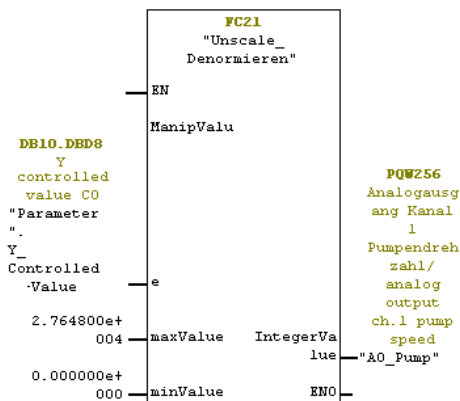 FC21
"Unscale_
Denormieren"
EN
ManipValu
DB10.DBD8
Y
controlled
value CO
"Parameter
".
Y_
Controlled
-Value
e
2.764800e+
004
maxValue
0.000000e+
000
minValue
IntegerVa
lue
ENO
PQW256
Analogausg
ang Kanal
1
Pumpendreh
zahl/
analog
output
ch.1 pump
speed
"AO_Pump"